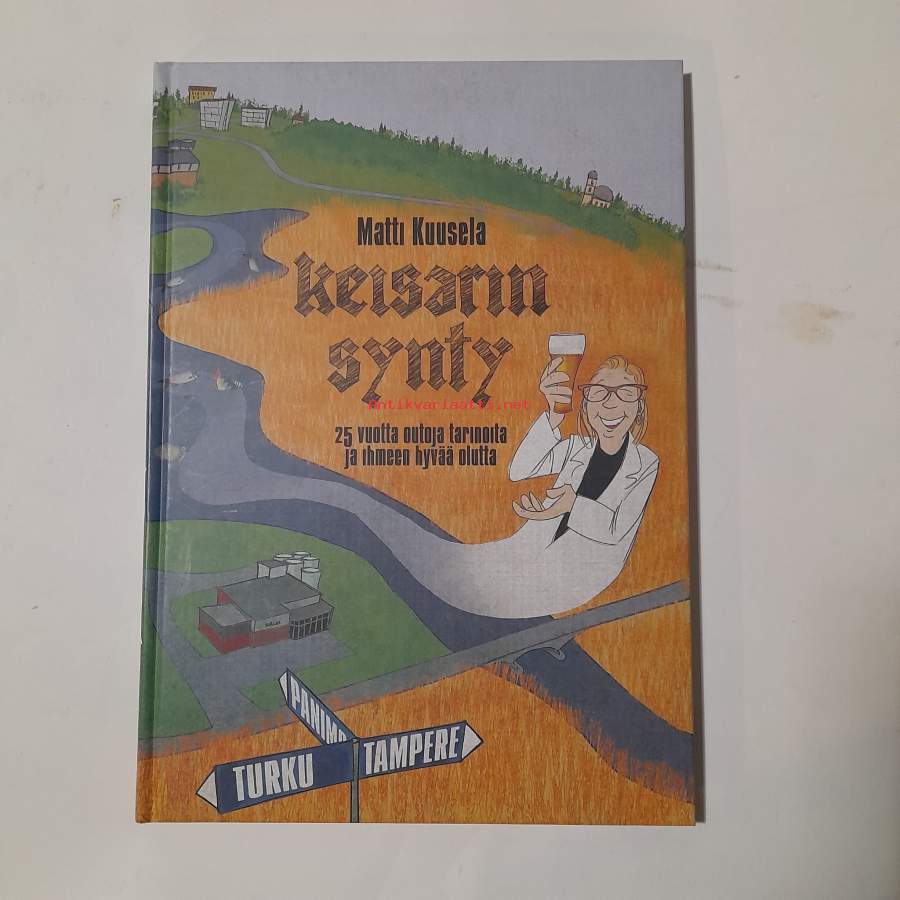 Matti Kuusela
keisarin
synty
Antikvariaatti.net
25 vuotta outoja tarinoita
ja ihmeen hyvää olutta
PANIMO
TURKU
TAMPERE